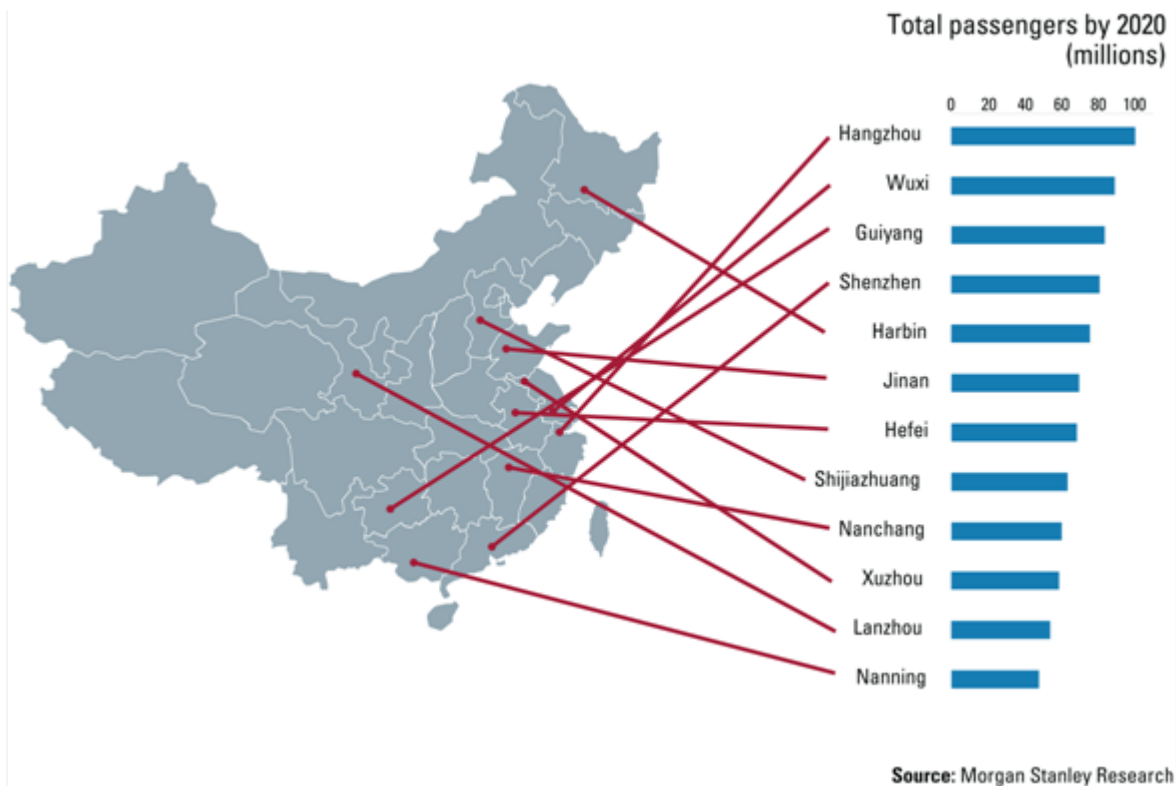 Total passengers by 2020
(millions)
0 20 40 60 80 100
Hangzhou
Wuxi
Guiyang
Shenzhen
Harbin
Jinan
Hefei
Shijiazhuang
Nanchang
Xuzhou
Lanzhou
Nanning
Source: Morgan Stanley Research